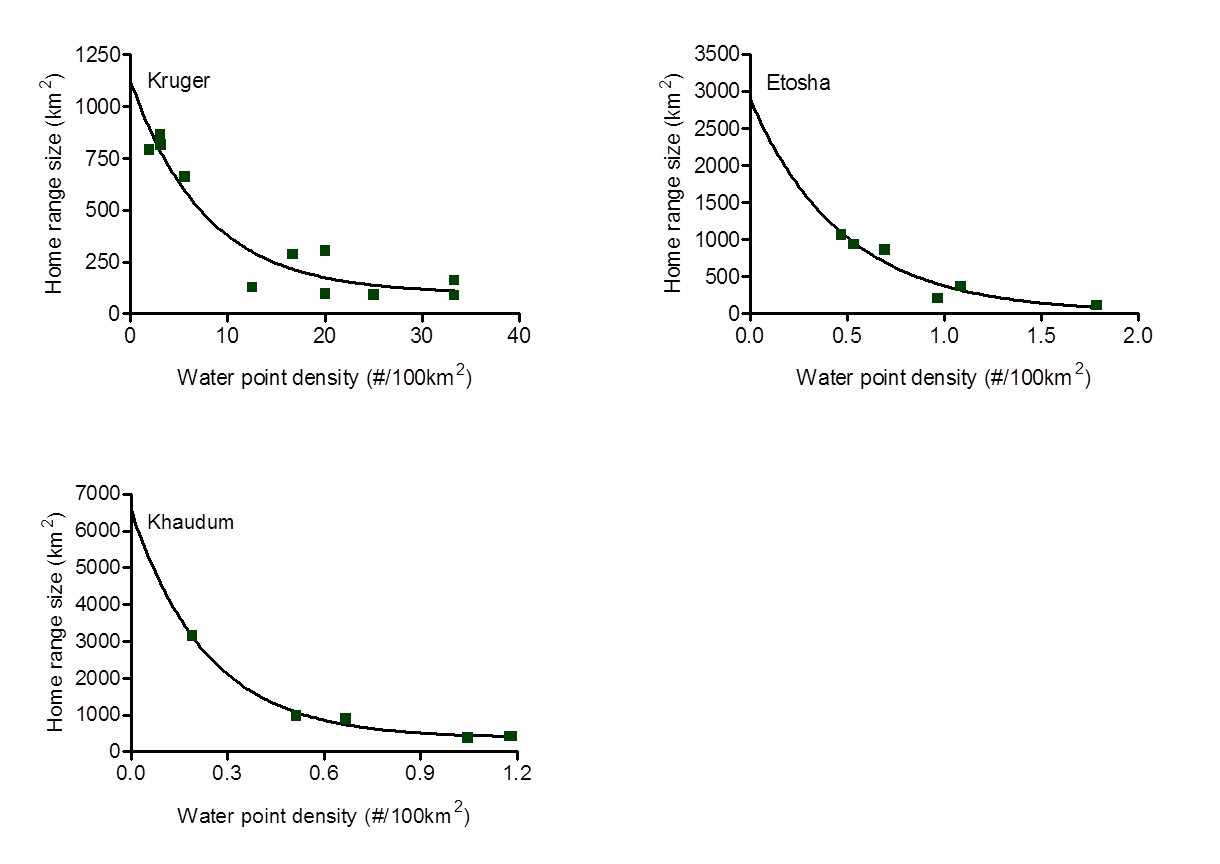 Kruger
Home range size (km²)
1250
1000
750
500
250
0
0 10 20 30 40
Water point density (#/100km²)
Etosha
Home range size (km²)
3500
3000
2500
2000
1500
1000
500
0
0.0 0.5 1.0 1.5 2.0
Water point density (#/100km²)
Khaudum
Home range size (km²)
7000
6000
5000
4000
3000
2000
1000
0
0.0 0.3 0.6 0.9 1.2
Water point density (#/100km²)